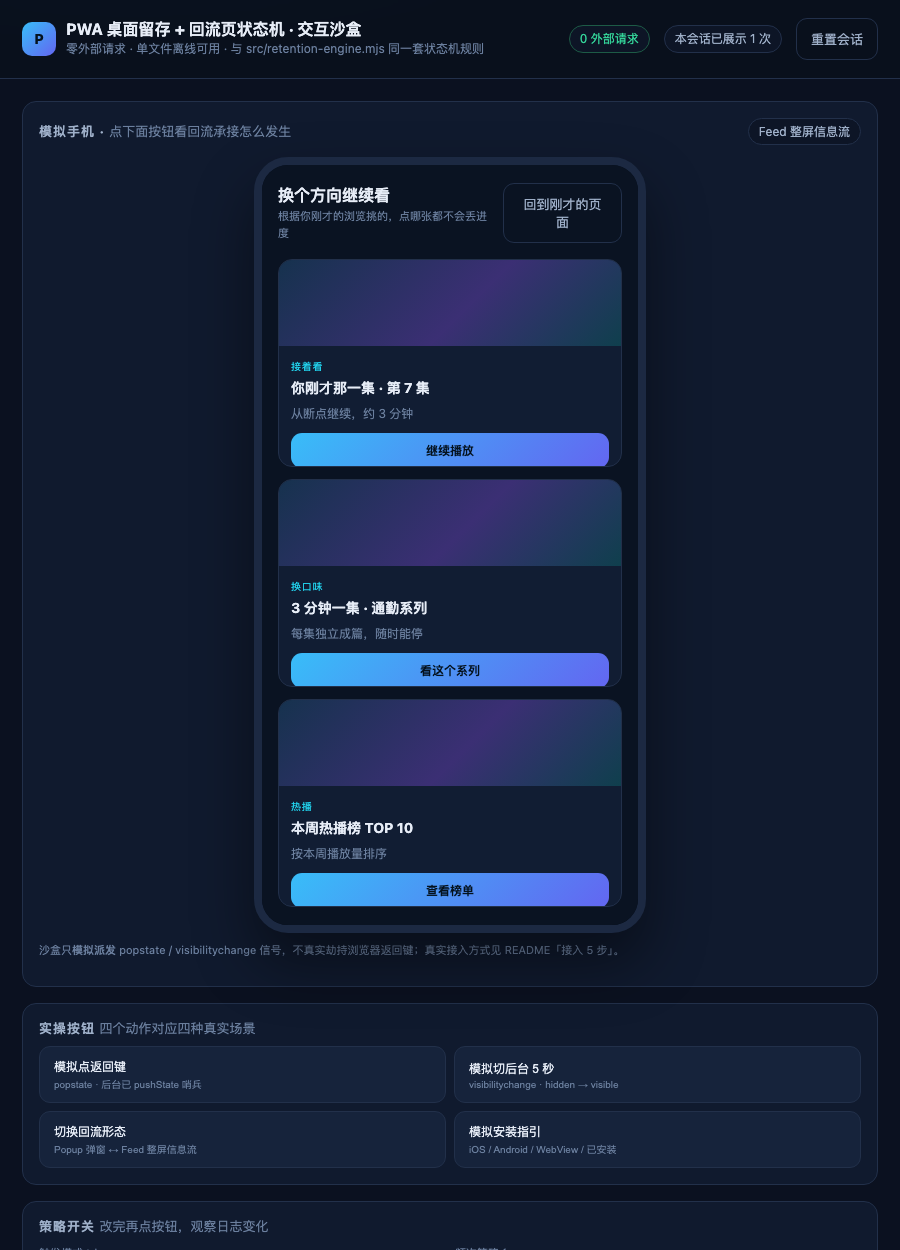 P
PWA 桌面留存 + 回流页状态机 · 交互沙盒
零外部请求 · 单文件离线可用 · 与 src/retention-engine.mjs 同一套状态机规则
0 外部请求
本会话已展示 1 次
重置会话
模拟手机 · 点下面按钮看回流承接怎么发生
Feed 整屏信息流
换个方向继续看
根据你刚才的浏览挑的，点哪张都不会丢进
度
回到刚才的页
面
接着看
你刚才那一集 · 第 7 集
从断点继续，约 3 分钟
继续播放
换口味
3 分钟一集 · 通勤系列
每集独立成篇，随时能停
看这个系列
热播
本周热播榜 TOP 10
按本周播放量排序
查看榜单
沙盒只模拟派发 popstate / visibilitychange 信号，不真实劫持浏览器返回键；真实接入方式见 README「接入 5 步」。
实操按钮 四个动作对应四种真实场景
模拟点返回键
popstate · 后台已 pushState 哨兵
模拟切后台 5 秒
visibilitychange · hidden → visible
切换回流形态
Popup 弹窗 ↔ Feed 整屏信息流
模拟安装指引
iOS / Android / WebView / 已安装
策略开关 改完再点按钮，观察日志变化